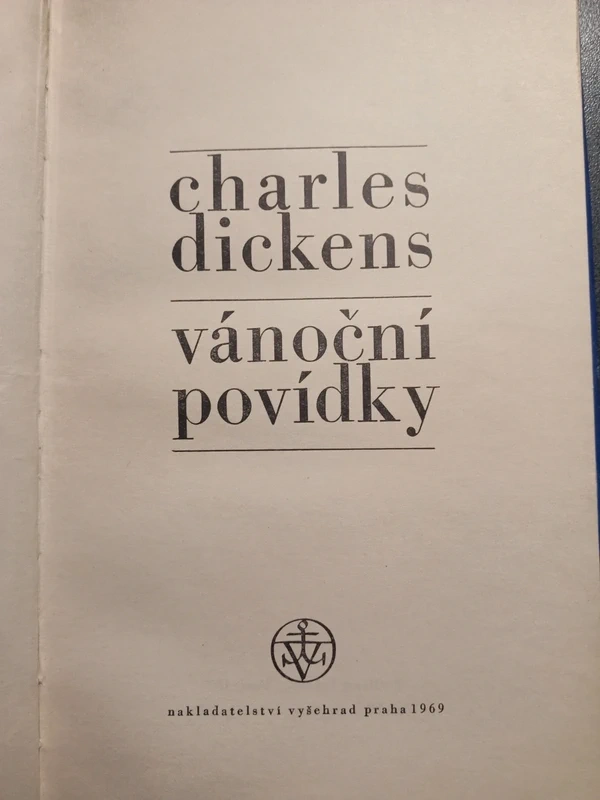 charles
dickens
vánoční
povídky
nakladatelství vyšehrad praha 1969